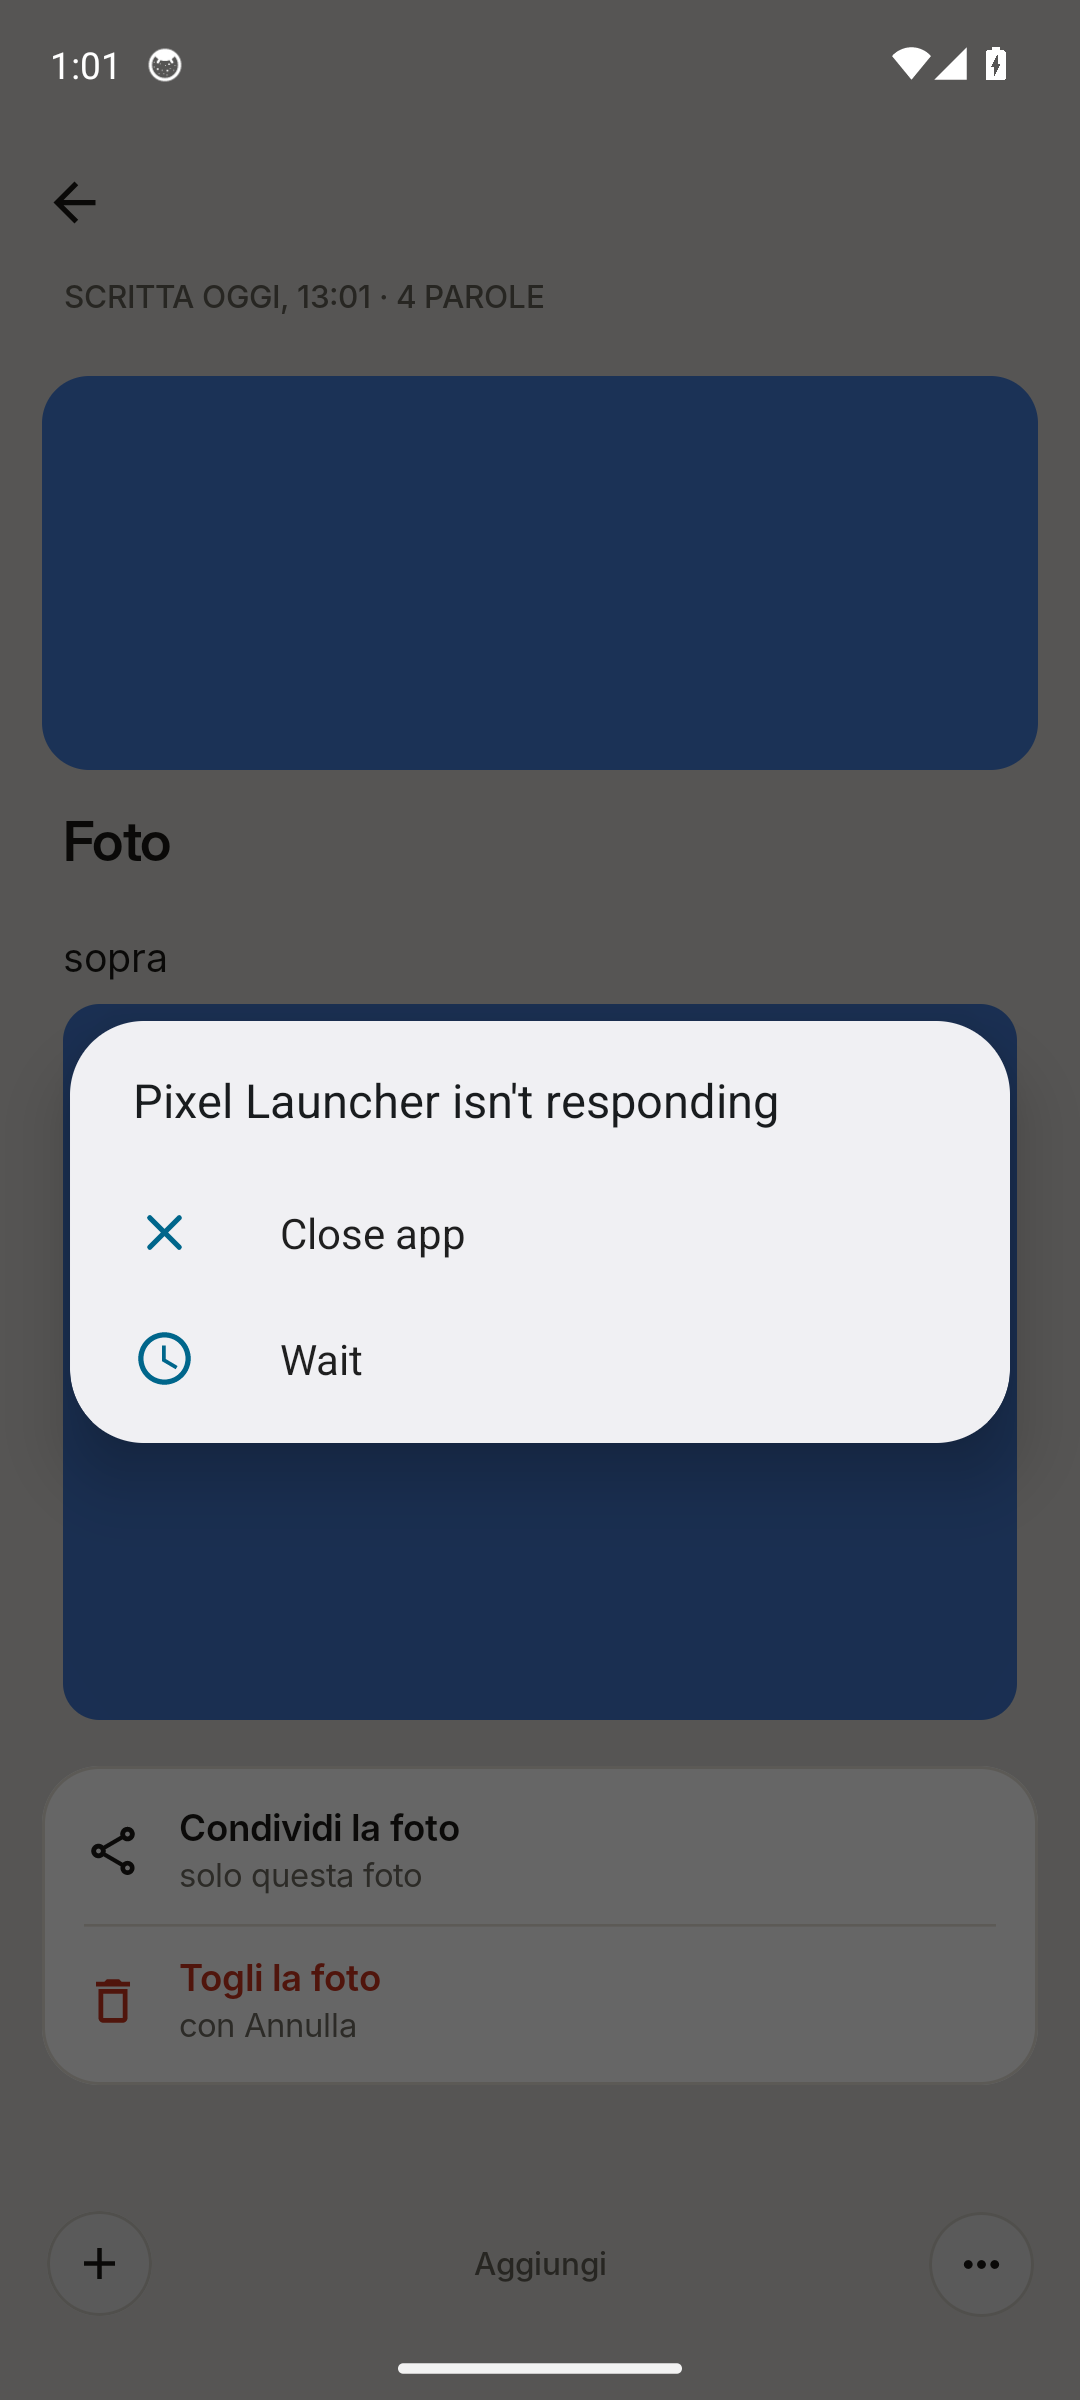 1:01
SCRITTA OGGI, 13:01 · 4 PAROLE
Foto
sopra
Pixel Launcher isn't responding
Close app
Wait
Condividi la foto
solo questa foto
Togli la foto
con Annulla
Aggiungi